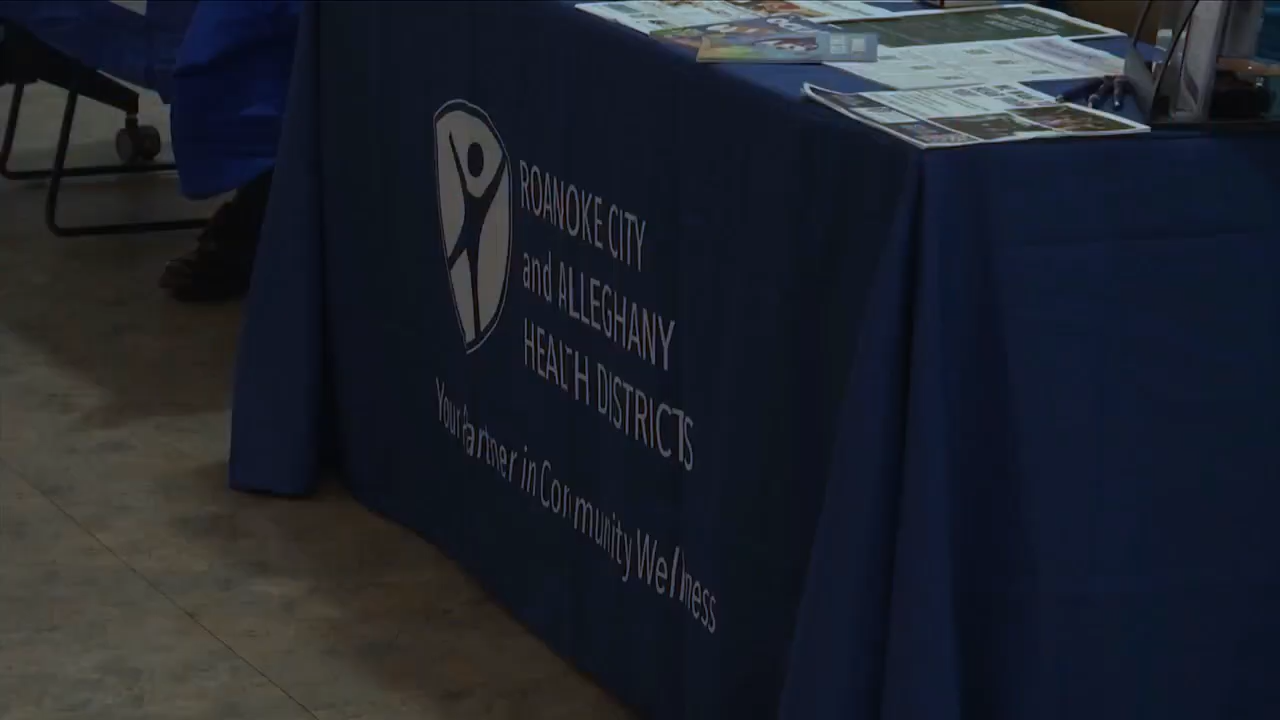 ROANOKE CITY
and ALLEGHANY
HEALTH DISTRICTS
Your Partner in Community Wellness